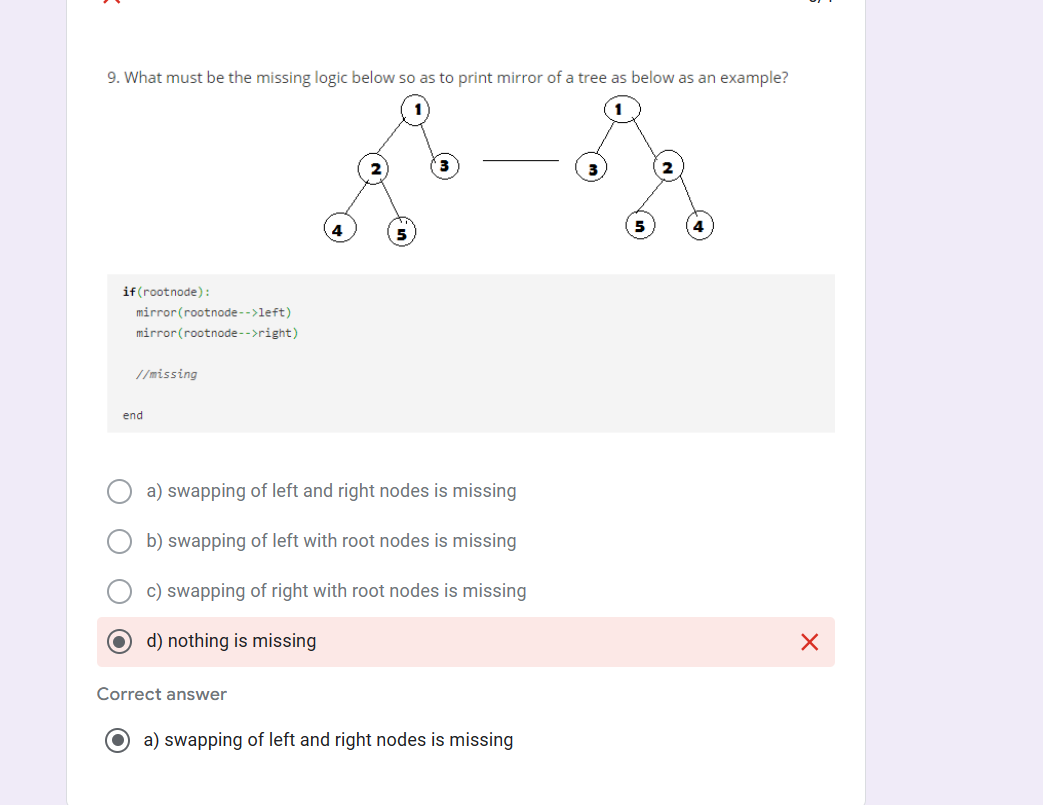 9. What must be the missing logic below so as to print mirror of a tree as below as an example?
1 1
2 3 3 2
4 5 5 4
if(rootnode):
mirror(rootnode-->left)
mirror(rootnode-->right)
//missing
end
a) swapping of left and right nodes is missing
b) swapping of left with root nodes is missing
c) swapping of right with root nodes is missing
d) nothing is missing
Correct answer
a) swapping of left and right nodes is missing